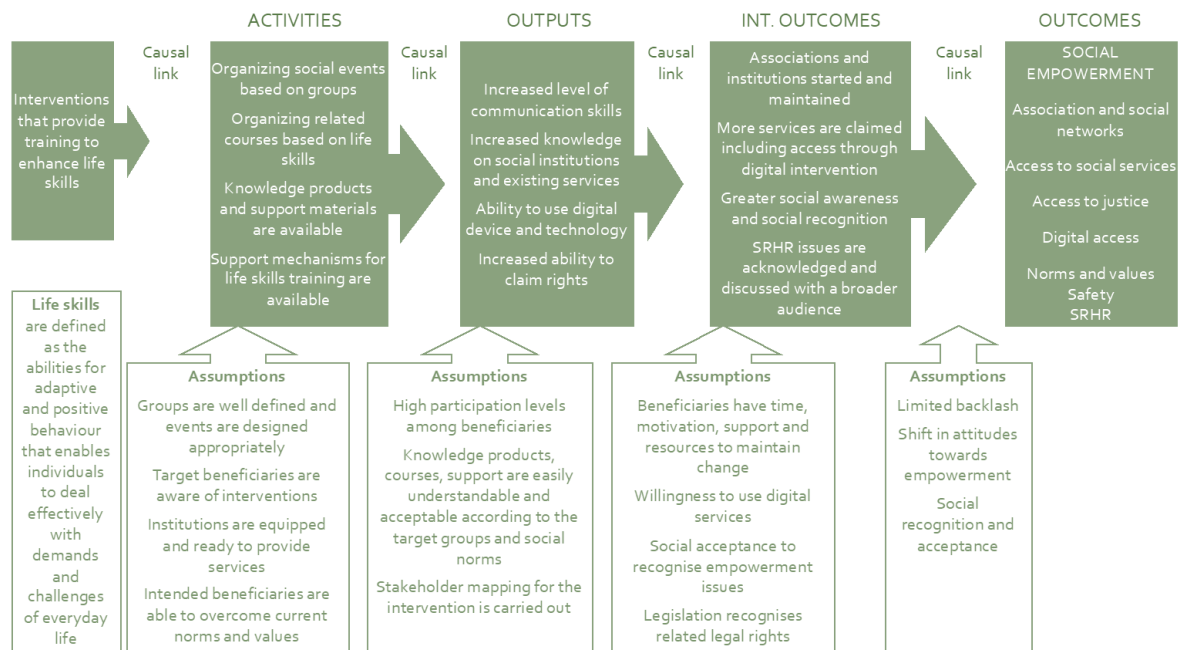 ACTIVITIES
OUTPUTS
INT. OUTCOMES
OUTCOMES
Interventions
that provide
training to
enhance life
skills
Causal
link
Organizing social events
based on groups
Organizing related
courses based on life
skills
Knowledge products
and support materials
are available
Support mechanisms for
life skills training are
available
Causal
link
Increased level of
communication skills
Increased knowledge
on social institutions
and existing services
Ability to use digital
device and technology
Increased ability to
claim rights
Causal
link
Associations and
institutions started and
maintained
More services are claimed
including access through
digital intervention
Greater social awareness
and social recognition
SRHR issues are
acknowledged and
discussed with a broader
audience
Causal
link
SOCIAL
EMPOWERMENT
Association and social
networks
Access to social services
Access to justice
Digital access
Norms and values
Safety
SRHR
Life skills
are defined
as the
abilities for
adaptive
and positive
behaviour
that enables
individuals
to deal
effectively
with
demands
and
challenges
of everyday
life
Assumptions
Groups are well defined and
events are designed
appropriately
Target beneficiaries are
aware of interventions
Institutions are equipped
and ready to provide
services
Intended beneficiaries are
able to overcome current
norms and values
Assumptions
High participation levels
among beneficiaries
Knowledge products,
courses, support are easily
understandable and
acceptable according to the
target groups and social
norms
Stakeholder mapping for the
intervention is carried out
Assumptions
Beneficiaries have time,
motivation, support and
resources to maintain
change
Willingness to use digital
services
Social acceptance to
recognise empowerment
issues
Legislation recognises
related legal rights
Assumptions
Limited backlash
Shift in attitudes
towards
empowerment
Social
recognition and
acceptance